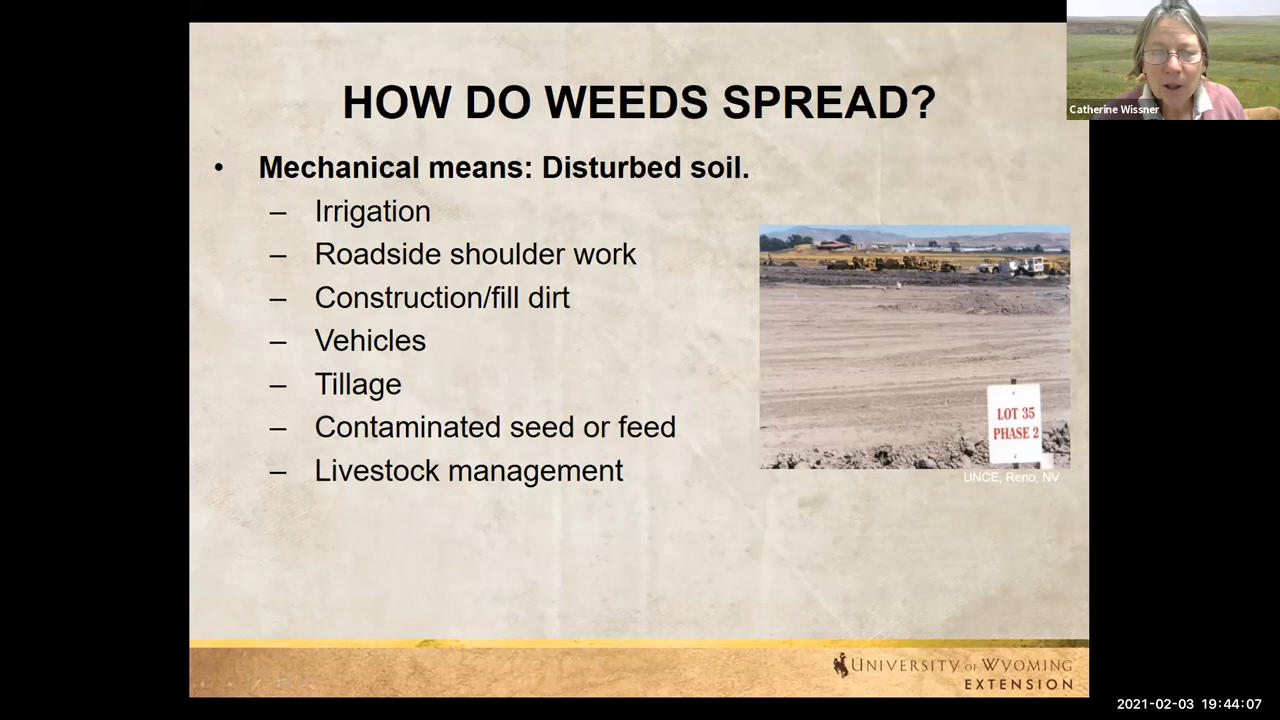 HOW DO WEEDS SPREAD?
Catherine Wissner
• Mechanical means: Disturbed soil.
– Irrigation
– Roadside shoulder work
– Construction/fill dirt
– Vehicles
– Tillage
– Contaminated seed or feed
– Livestock management
LOT 35
PHASE 2
UNCE, Reno, NV
UNIVERSITY OF WYOMING
EXTENSION
2021-02-03 19:44:07